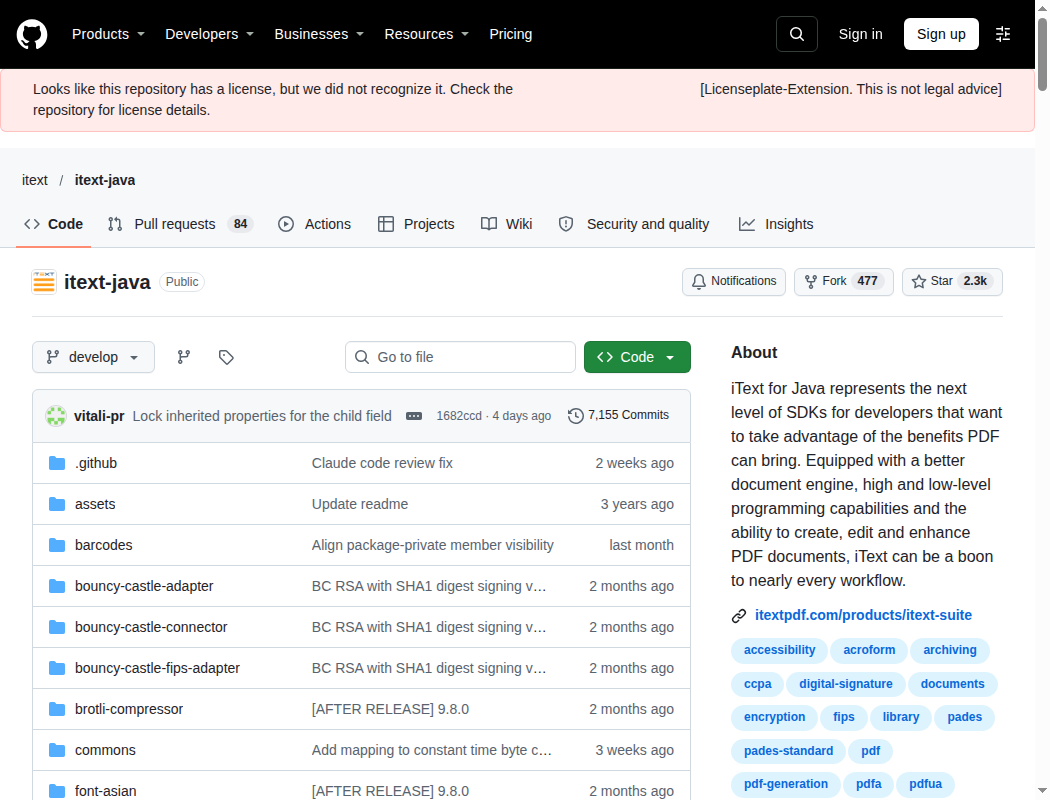 Products Developers Businesses Resources Pricing Sign in Sign up
Looks like this repository has a license, but we did not recognize it. Check the
repository for license details.
[Licenseplate-Extension. This is not legal advice]
itext / itext-java
Code Pull requests 84 Actions Projects Wiki Security and quality Insights
itext-java Public Notifications Fork 477 Star 2.3k
develop Go to file Code
vitali-pr Lock inherited properties for the child field 1682ccd · 4 days ago 7,155 Commits
.github Claude code review fix 2 weeks ago
assets Update readme 3 years ago
barcodes Align package-private member visibility last month
bouncy-castle-adapter BC RSA with SHA1 digest signing v… 2 months ago
bouncy-castle-connector BC RSA with SHA1 digest signing v… 2 months ago
bouncy-castle-fips-adapter BC RSA with SHA1 digest signing v… 2 months ago
brotli-compressor [AFTER RELEASE] 9.8.0 2 months ago
commons Add mapping to constant time byte c… 3 weeks ago
font-asian [AFTER RELEASE] 9.8.0 2 months ago
About
iText for Java represents the next
level of SDKs for developers that want
to take advantage of the benefits PDF
can bring. Equipped with a better
document engine, high and low-level
programming capabilities and the
ability to create, edit and enhance
PDF documents, iText can be a boon
to nearly every workflow.
itextpdf.com/products/itext-suite
accessibility acroform archiving
ccpa digital-signature documents
encryption fips library pades
pades-standard pdf
pdf-generation pdfa pdfua